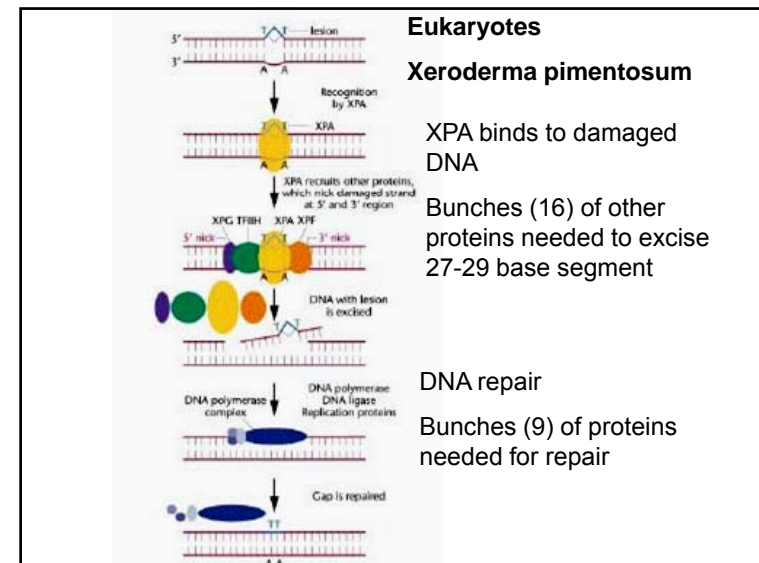 Eukaryotes
Xeroderma pimentosum
5' T T lesion
3'
A A
Recognition
by XPA
T T XPA
A A
XPA binds to damaged
DNA
XPA recruits other proteins,
which nick damaged strand
at 5' and 3' region
XPG TFIIH XPA XPF
5' nick T T 3' nick
A A
Bunches (16) of other
proteins needed to excise
27-29 base segment
DNA with lesion
is excised
T T
DNA polymerase
complex
DNA polymerase
DNA ligase
Replication proteins
DNA repair
Bunches (9) of proteins
needed for repair
Gap is repaired
TT
AA